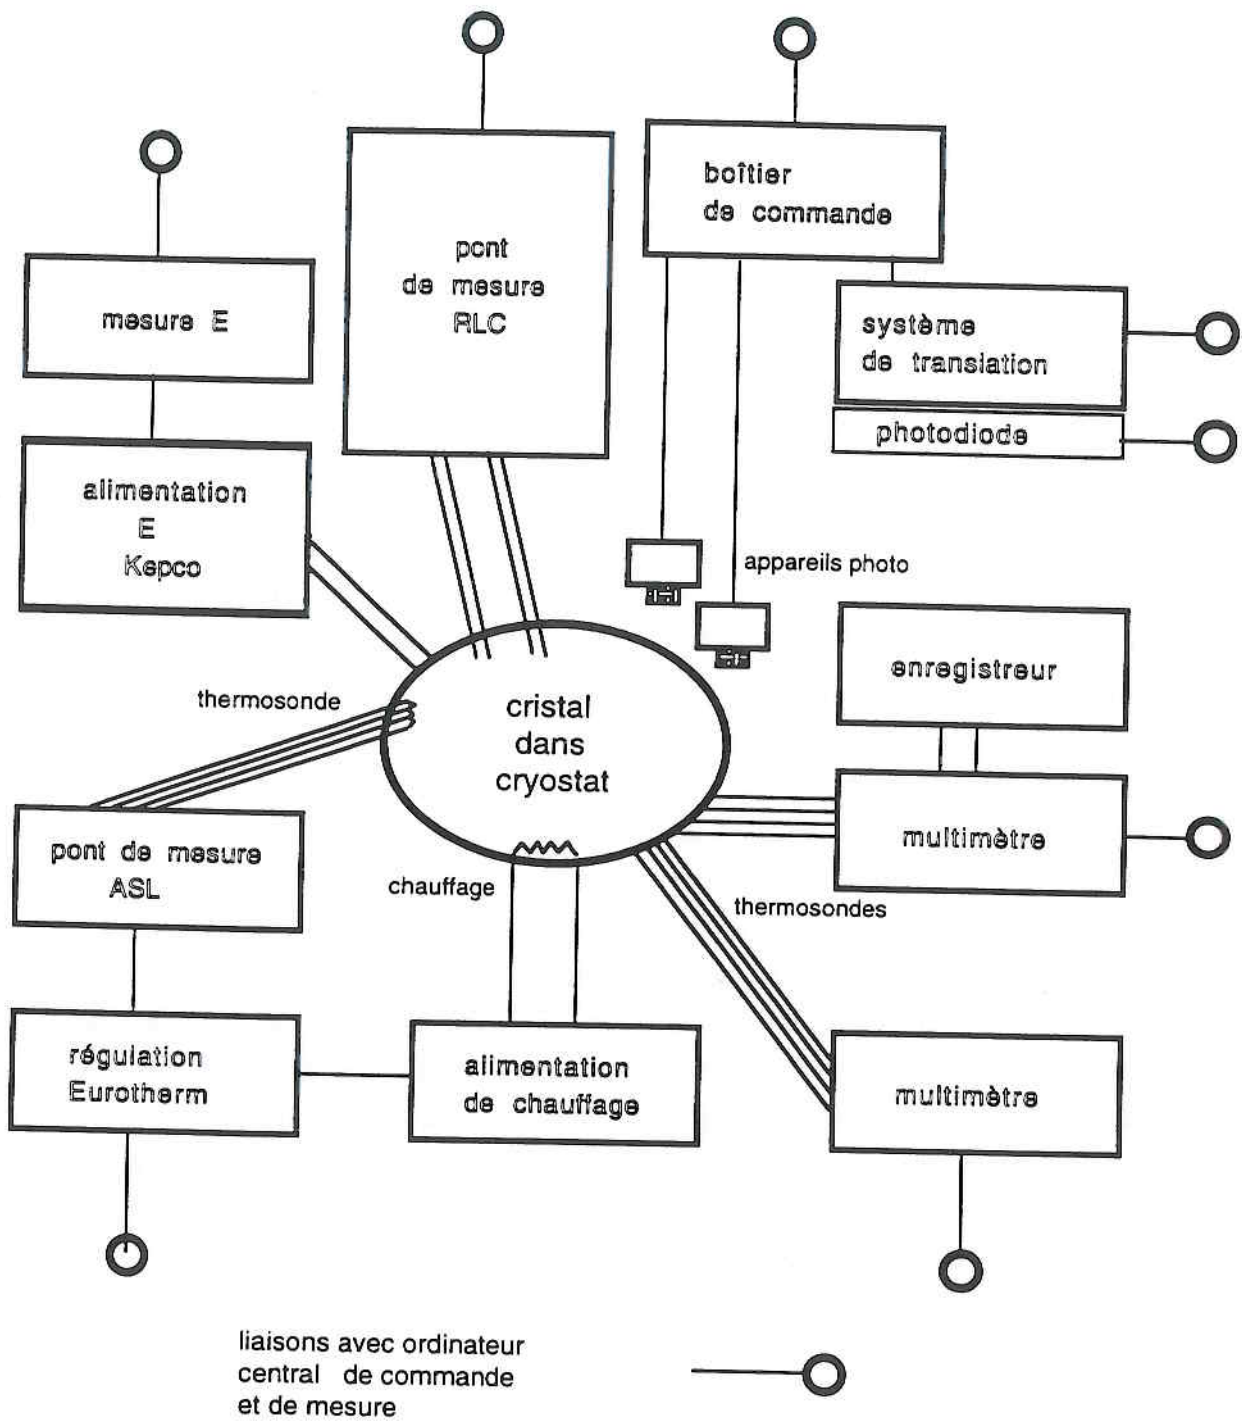 boîtier
de commande
pont
de mesure
RLC
mesure E
système
de translation
photodiode
alimentation
E
Kepco
appareils photo
enregistreur
thermosonde
cristal
dans
cryostat
multimètre
pont de mesure
ASL
chauffage
thermosondes
régulation
Eurotherm
alimentation
de chauffage
multimètre
liaisons avec ordinateur
central de commande
et de mesure